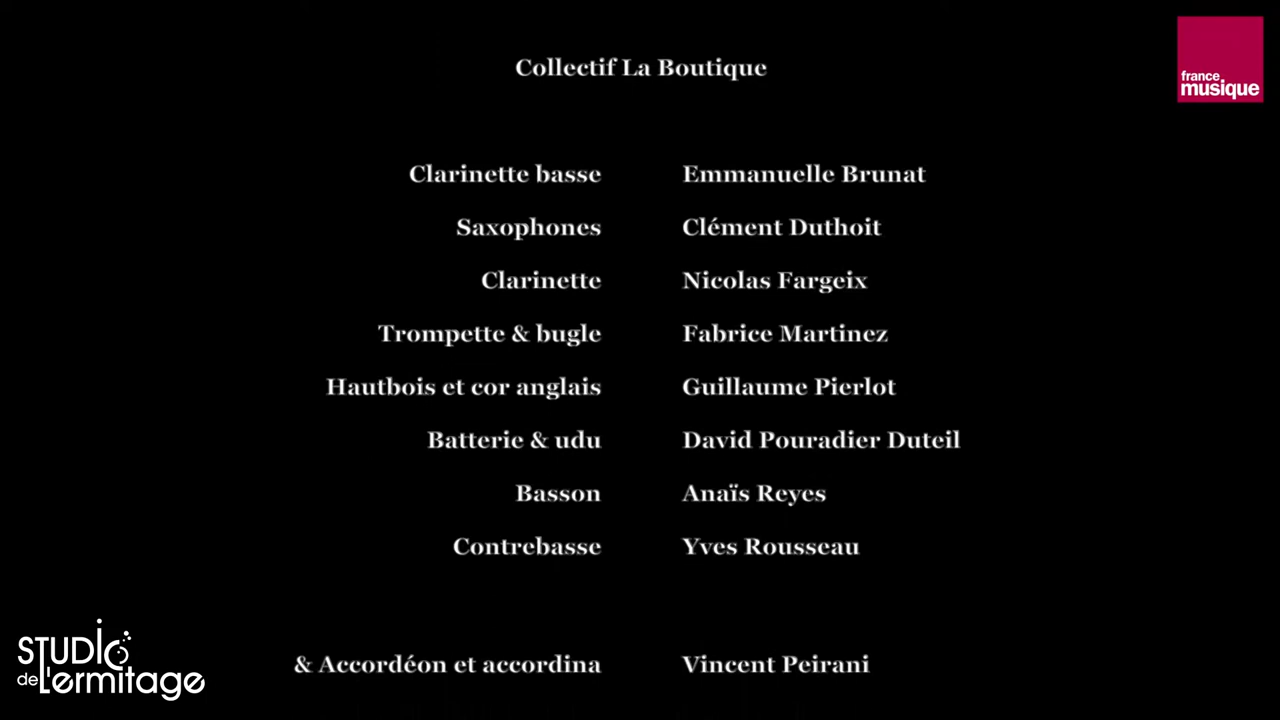 Collectif La Boutique
france
musique
Clarinette basse Emmanuelle Brunat
Saxophones Clément Duthoit
Clarinette Nicolas Fargeix
Trompette & bugle Fabrice Martinez
Hautbois et cor anglais Guillaume Pierlot
Batterie & udu David Pouradier Duteil
Basson Anaïs Reyes
Contrebasse Yves Rousseau
& Accordéon et accordina Vincent Peirani
STUDIO
de L'ermitage